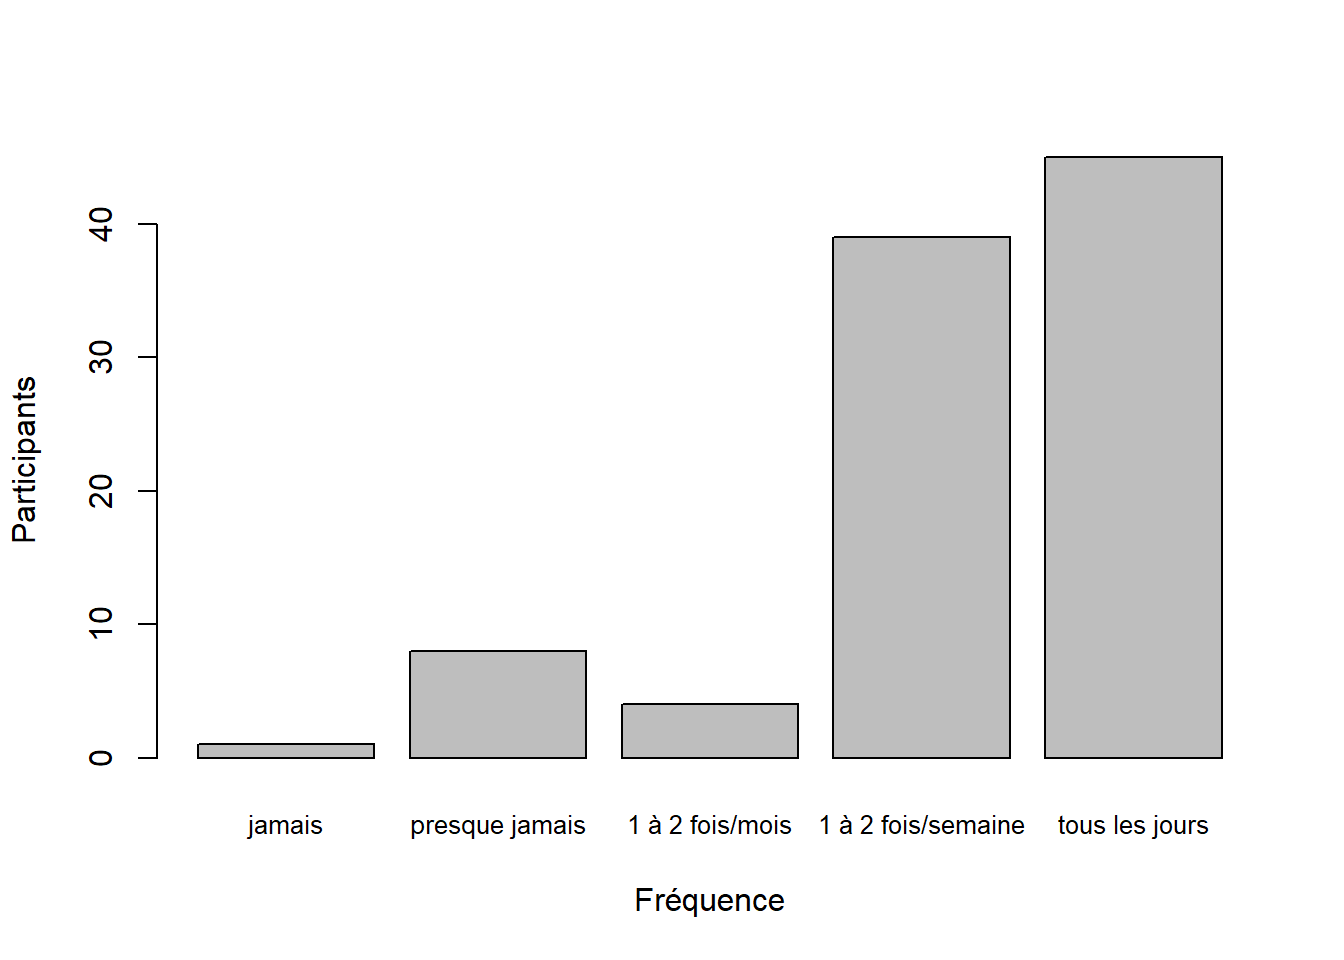 Participants
40
30
20
10
0
jamais
presque jamais
1 à 2 fois/mois
1 à 2 fois/semaine
tous les jours
Fréquence